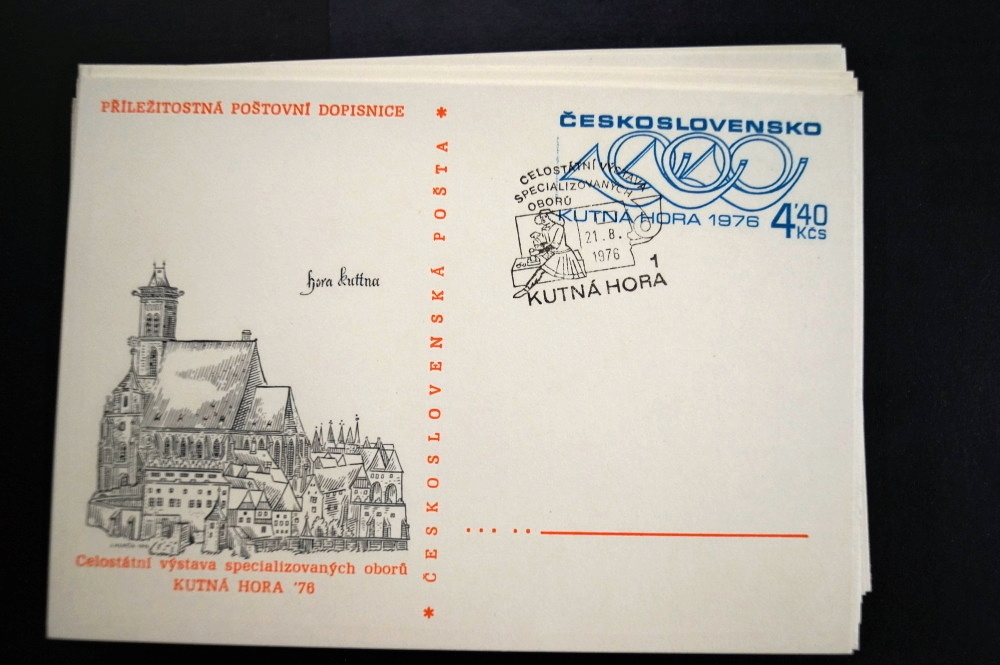 PŘÍLEŽITOSTNÁ POŠTOVNÍ DOPISNICE
hora kuttna
Celostátní výstava specializovaných oborů
KUTNÁ HORA '76
* ČESKOSLOVENSKÁ POŠTA *
ČESKOSLOVENSKO
KUTNÁ HORA 1976
4'40
KČS
CELOSTÁTNÍ VÝSTAVA
SPECIALIZOVANÝCH
OBORŮ
21.8.
1976
1
KUTNÁ HORA